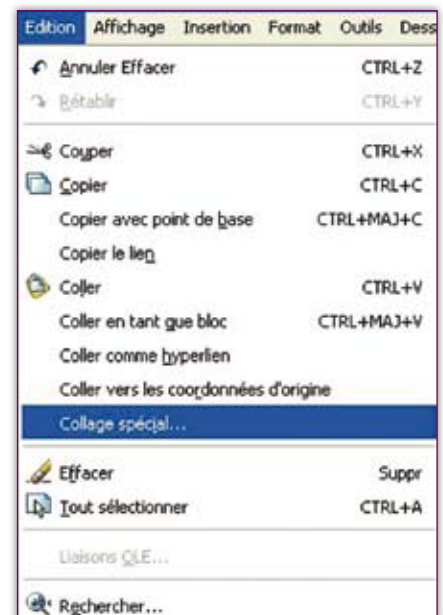 Edition Affichage Insertion Format Outils Dess
Annuler Effacer CTRL+Z
Rétablir CTRL+Y
Couper CTRL+X
Copier CTRL+C
Copier avec point de base CTRL+MAJ+C
Copier le lien
Coller CTRL+V
Coller en tant que bloc CTRL+MAJ+V
Coller comme hyperlien
Coller vers les coordonnées d'origine
Collage spécial...
Effacer Suppr
Tout sélectionner CTRL+A
Liaisons OLE...
Rechercher...